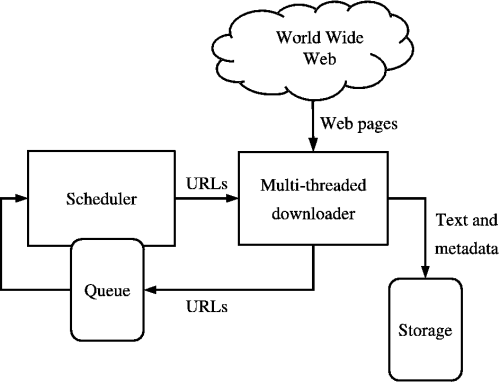 World Wide
Web
Web pages
Scheduler
URLs
Multi-threaded
downloader
Text and
metadata
Queue
URLs
Storage